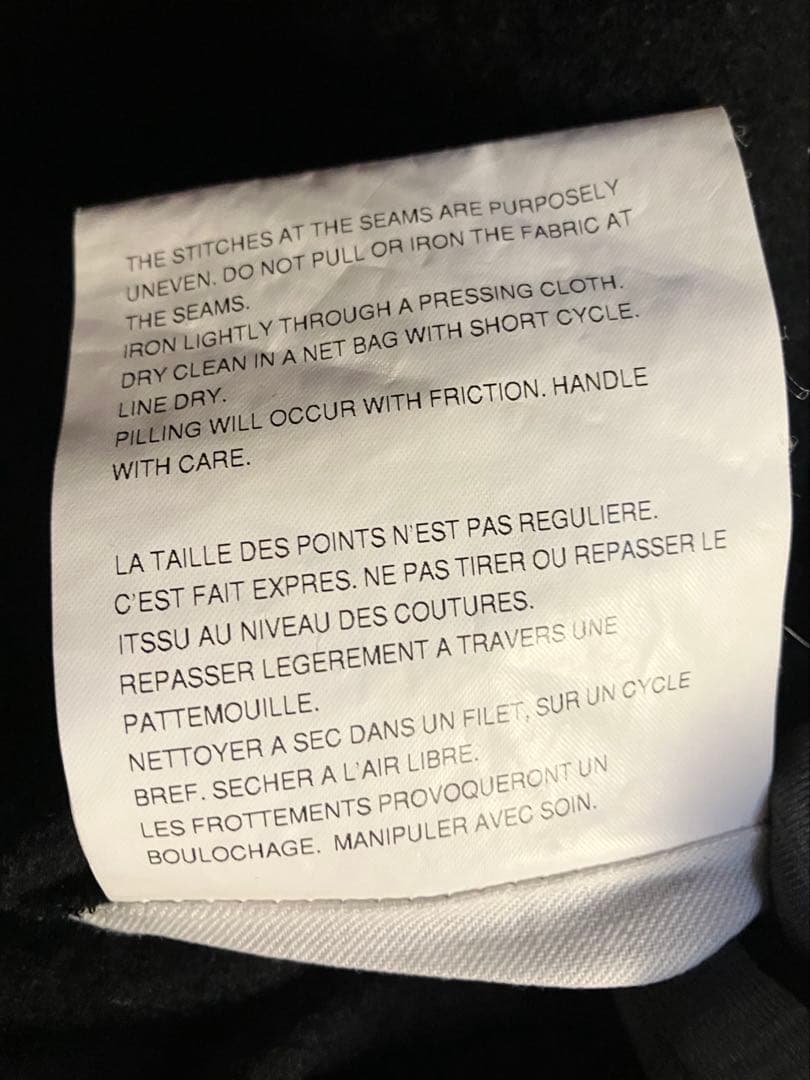 THE STITCHES AT THE SEAMS ARE PURPOSELY
UNEVEN. DO NOT PULL OR IRON THE FABRIC AT
THE SEAMS.
IRON LIGHTLY THROUGH A PRESSING CLOTH.
DRY CLEAN IN A NET BAG WITH SHORT CYCLE.
LINE DRY.
PILLING WILL OCCUR WITH FRICTION. HANDLE
WITH CARE.
LA TAILLE DES POINTS N'EST PAS REGULIERE.
C'EST FAIT EXPRES. NE PAS TIRER OU REPASSER LE
ITSSU AU NIVEAU DES COUTURES.
REPASSER LEGEREMENT A TRAVERS UNE
PATTEMOUILLE.
NETTOYER A SEC DANS UN FILET, SUR UN CYCLE
BREF. SECHER A L'AIR LIBRE.
LES FROTTEMENTS PROVOQUERONT UN
BOULOCHAGE. MANIPULER AVEC SOIN.